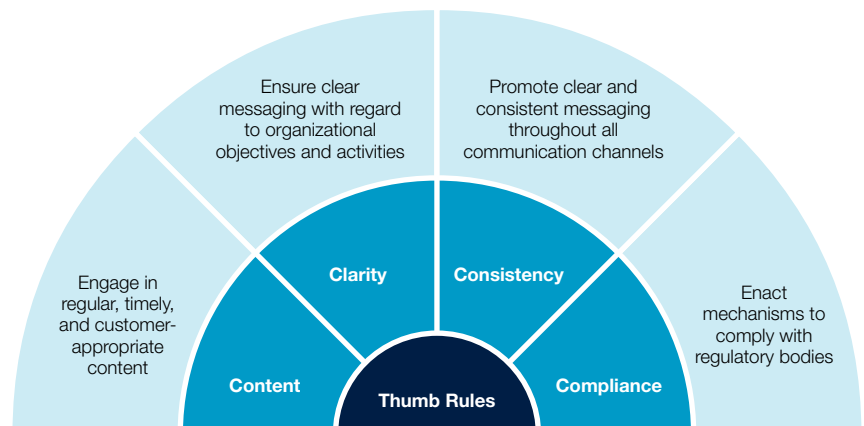 Ensure clear
messaging with regard
to organizational
objectives and activities
Promote clear and
consistent messaging
throughout all
communication channels
Engage in
regular, timely,
and customer-
appropriate
content
Clarity
Consistency
Enact
mechanisms to
comply with
regulatory bodies
Content
Compliance
Thumb Rules